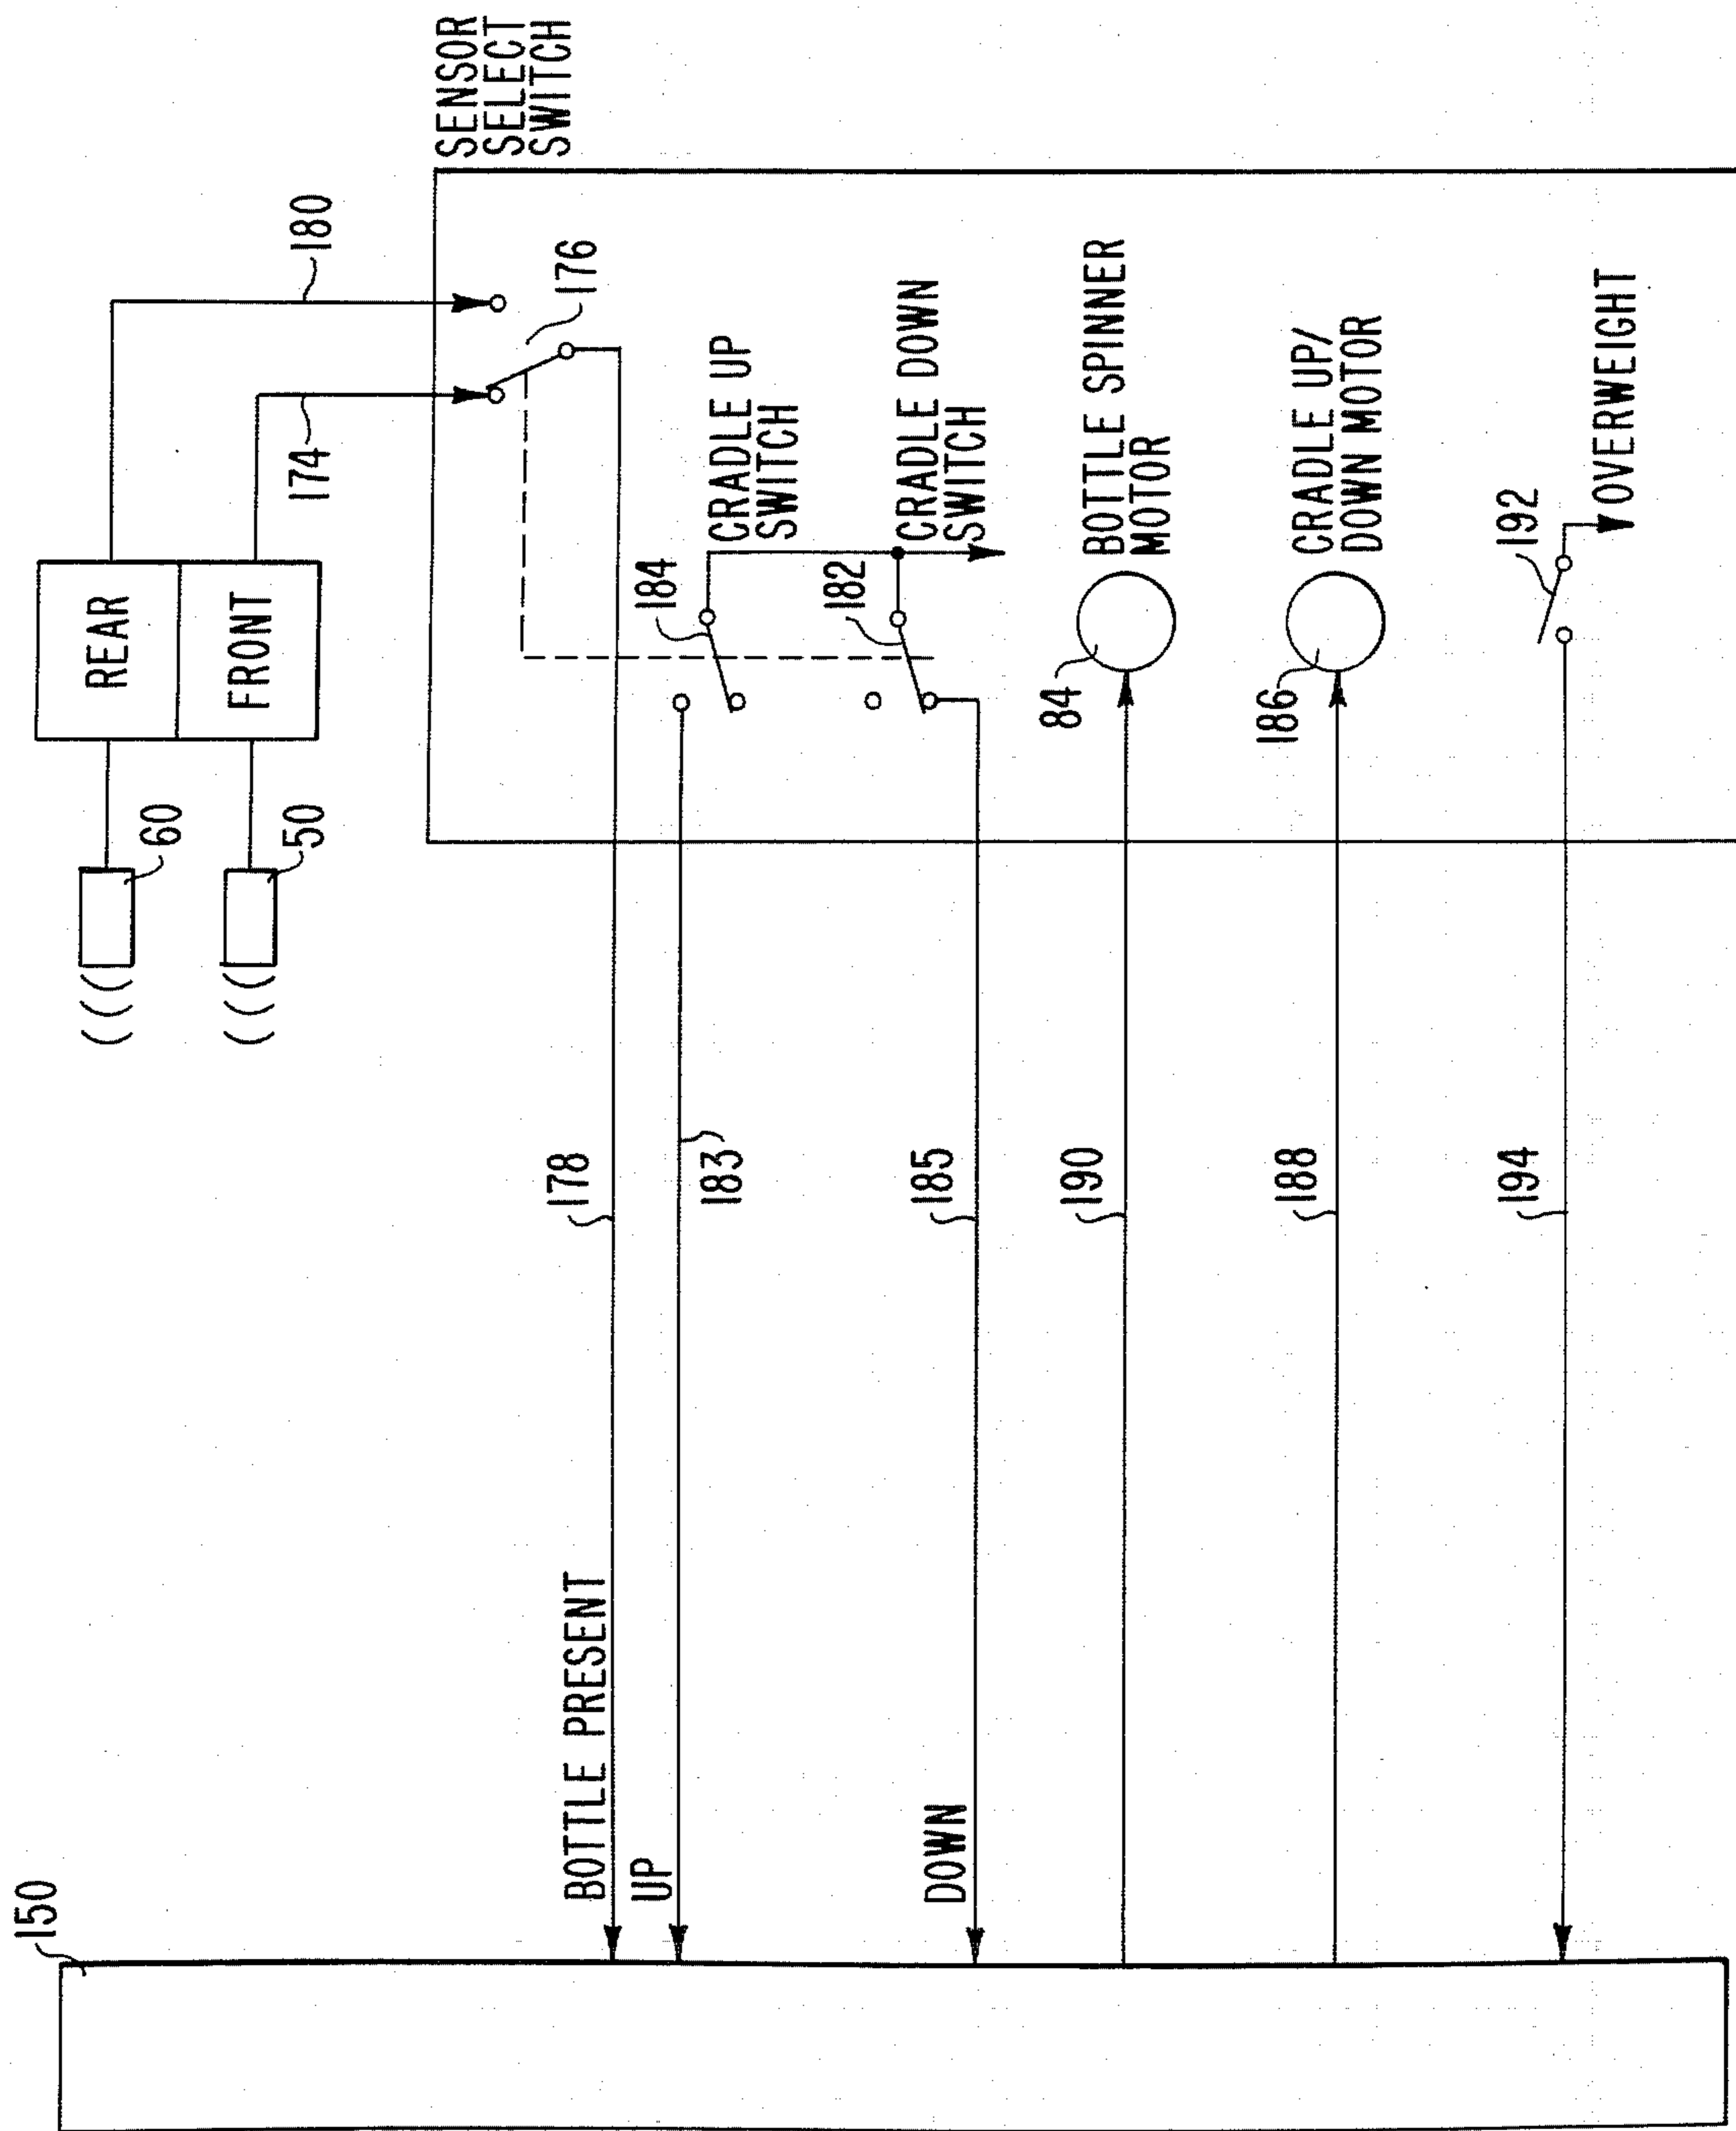 150
60
50
REAR
FRONT
174
180
SENSOR
SELECT
SWITCH
176
BOTTLE PRESENT
178
UP
183
184
CRADLE UP
SWITCH
DOWN
185
182
CRADLE DOWN
SWITCH
190
84
BOTTLE SPINNER
MOTOR
188
186
CRADLE UP/
DOWN MOTOR
194
192
OVERWEIGHT